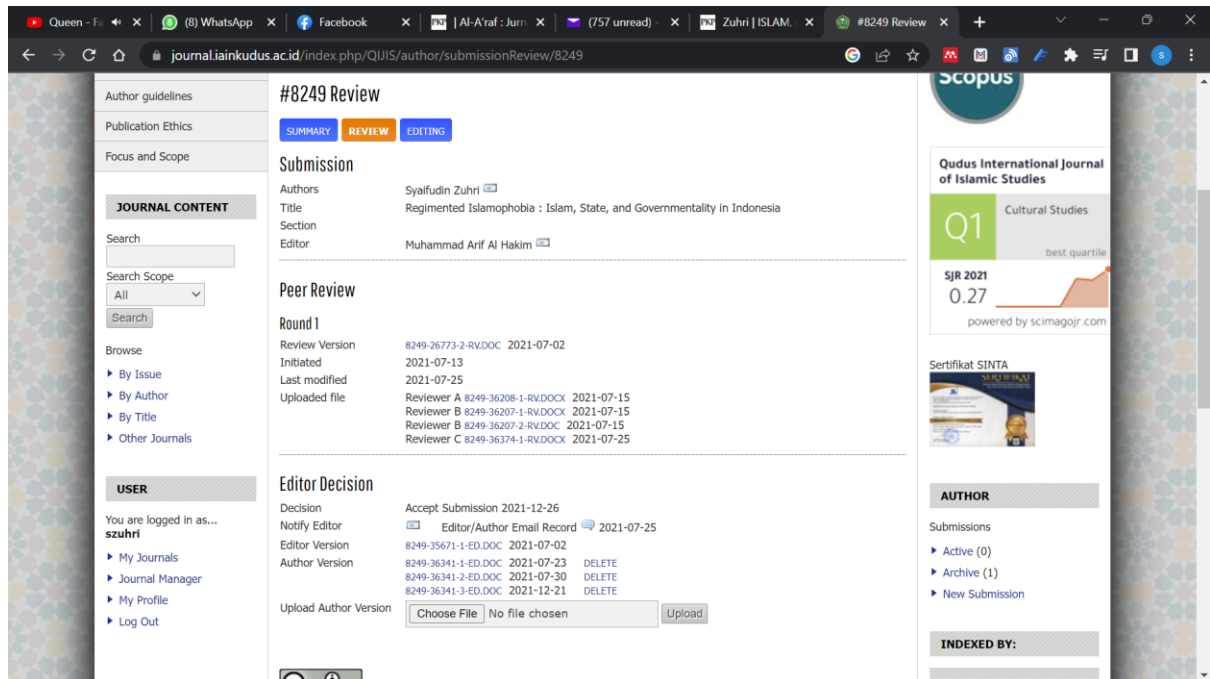 Queen - Fa
(8) WhatsApp
Facebook
| Al-A'raf : Jurn
(757 unread) -
Zuhri | ISLAM,
#8249 Review
journal.iainkudus.ac.id/index.php/QIJIS/author/submissionReview/8249
S
Author guidelines
Publication Ethics
Focus and Scope
JOURNAL CONTENT
Search
Search Scope
All
Search
Browse
By Issue
By Author
By Title
Other Journals
USER
You are logged in as...
szuhri
My Journals
Journal Manager
My Profile
Log Out
#8249 Review
SUMMARY REVIEW EDITING
Submission
Authors Syaifudin Zuhri
Title Regimented Islamophobia : Islam, State, and Governmentality in Indonesia
Section
Editor Muhammad Arif Al Hakim
Peer Review
Round 1
Review Version 8249-26773-2-RV.DOC 2021-07-02
Initiated 2021-07-13
Last modified 2021-07-25
Uploaded file Reviewer A 8249-36208-1-RV.DOCX 2021-07-15
Reviewer B 8249-36207-1-RV.DOCX 2021-07-15
Reviewer B 8249-36207-2-RV.DOC 2021-07-15
Reviewer C 8249-36374-1-RV.DOCX 2021-07-25
Editor Decision
Decision Accept Submission 2021-12-26
Notify Editor Editor/Author Email Record 2021-07-25
Editor Version 8249-35671-1-ED.DOC 2021-07-02
Author Version 8249-36341-1-ED.DOC 2021-07-23 DELETE
8249-36341-2-ED.DOC 2021-07-30 DELETE
8249-36341-3-ED.DOC 2021-12-21 DELETE
Upload Author Version Choose File No file chosen Upload
Scopus
Qudus International Journal
of Islamic Studies
Q1
Cultural Studies
best quartile
SJR 2021
0.27
powered by scimagojr.com
Sertifikat SINTA
SERTIFIKAT
AUTHOR
Submissions
Active (0)
Archive (1)
New Submission
INDEXED BY: